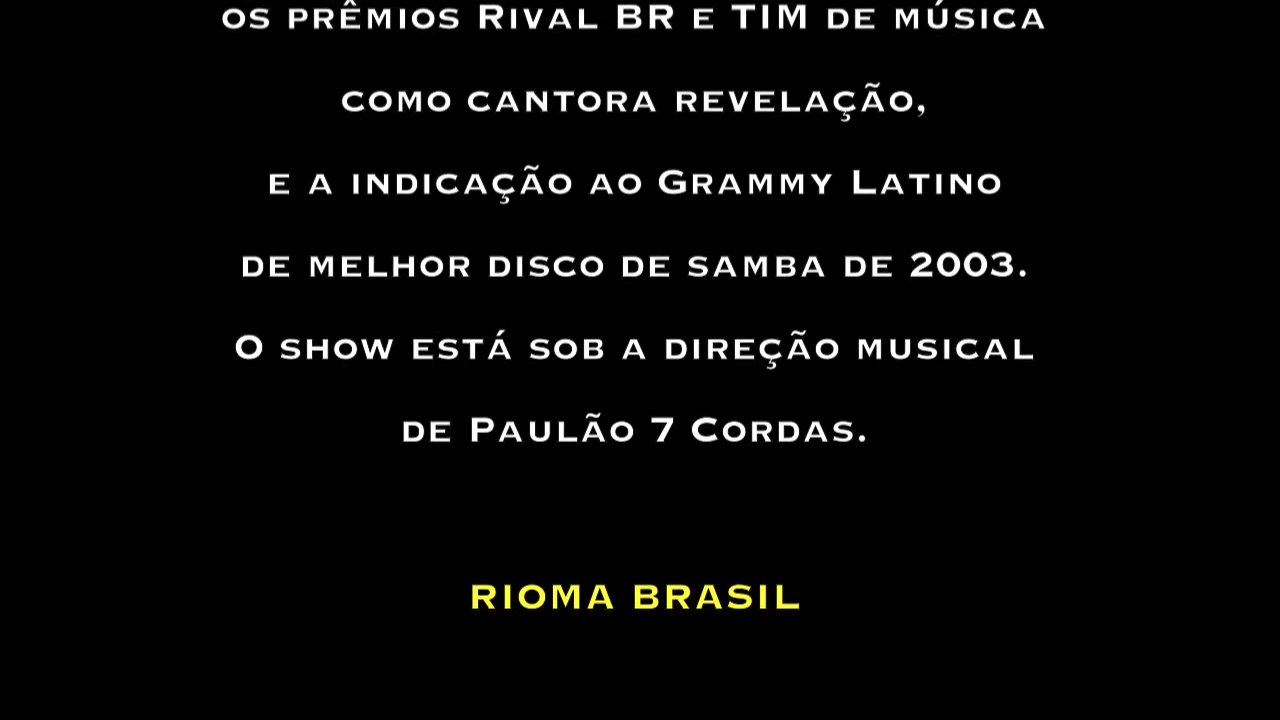 os prêmios Rival BR e TIM de música
como cantora revelação,
e a indicação ao Grammy Latino
de melhor disco de samba de 2003.
O show está sob a direção musical
de Paulão 7 Cordas.
RIOMA BRASIL